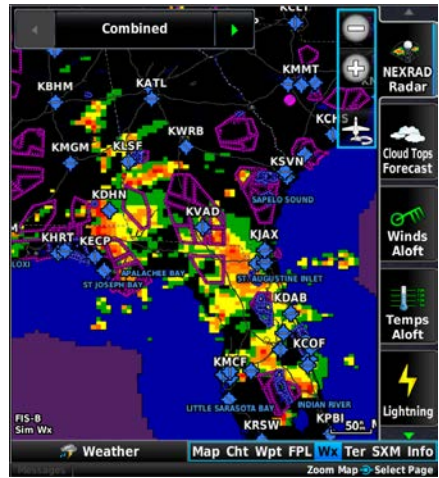 Combined
KMMT
NEXRAD
Radar
KBHM
KATL
KWRB
KMGM
KLSF
KSVN
Cloud Tops
Forecast
SAPELO SOUND
KDHN
KVAD
KHRT
KECP
KJAX
APALACHEE BAY
ST. AUGUSTINE INLET
ST JOSEPH BAY
Winds
Aloft
KDAB
Temps
Aloft
KCOF
KMCF
LITTLE SARASOTA BAY
INDIAN RIVER
KRSW
KPBI
50
Lightning
FIS-B
Sim Wx
Weather
Map Cht Wpt FPL Wx Ter SXM Info
Messages
Zoom Map Select Page